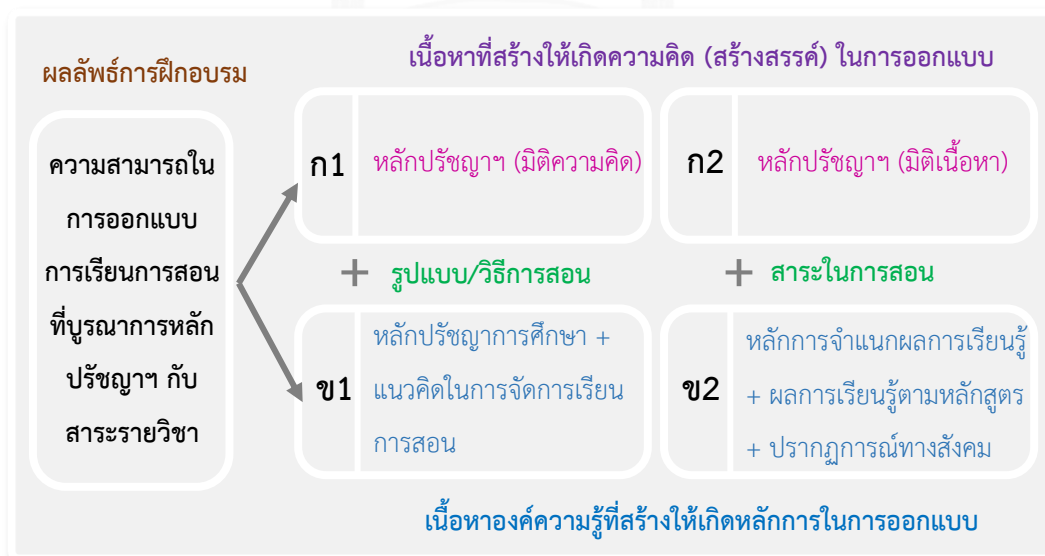 เนื้อหาที่สร้างให้เกิดความคิด (สร้างสรรค์) ในการออกแบบ
ผลลัพธ์การฝึกอบรม
ความสามารถใน
การออกแบบ
การเรียนการสอน
ที่บูรณาการหลัก
ปรัชญาฯ กับ
สาระรายวิชา
ก1
หลักปรัชญาฯ (มิติความคิด)
ก2
หลักปรัชญาฯ (มิติเนื้อหา)
+ รูปแบบ/วิธีการสอน
+ สาระในการสอน
ข1
หลักปรัชญาการศึกษา +
แนวคิดในการจัดการเรียน
การสอน
ข2
หลักการจำแนกผลการเรียนรู้
+ ผลการเรียนรู้ตามหลักสูตร
+ ปรากฏการณ์ทางสังคม
เนื้อหาองค์ความรู้ที่สร้างให้เกิดหลักการในการออกแบบ